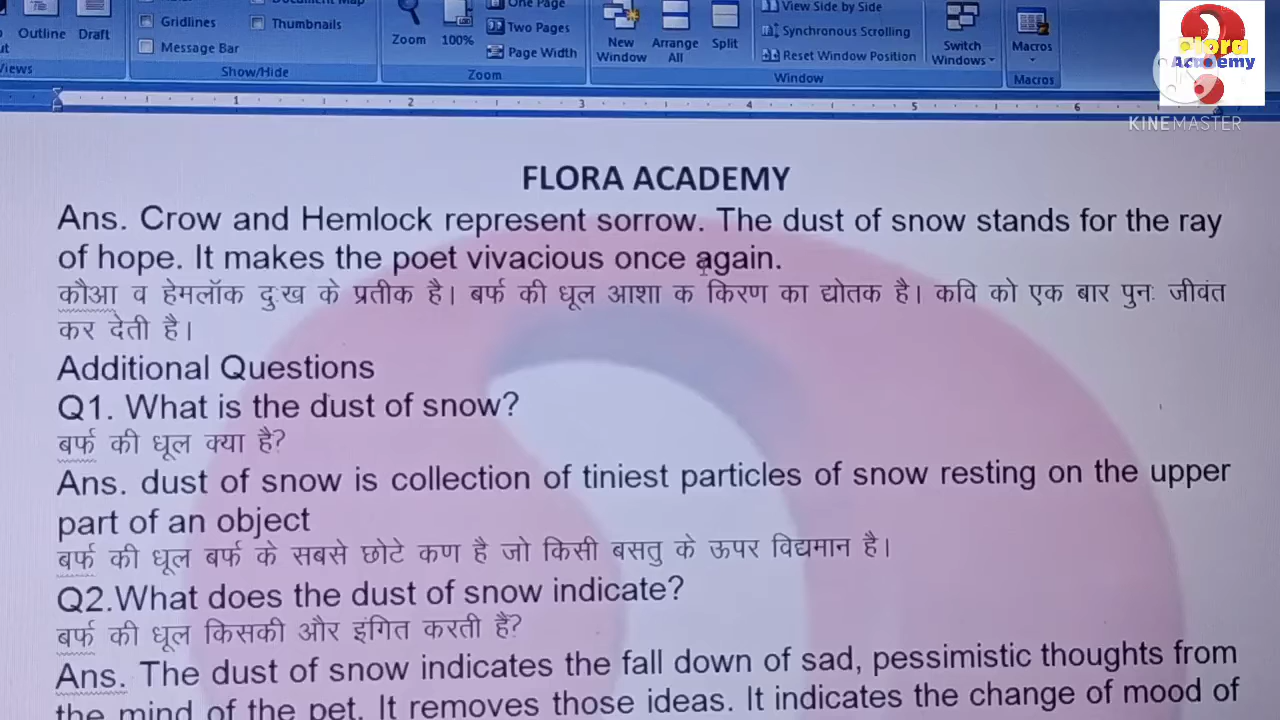 One Page
Gridlines
Thumbnails
Outline
Draft
Zoom
100%
Two Pages
Page Width
New Window
Arrange All
Split
View Side by Side
Synchronous Scrolling
Reset Window Position
Switch Windows
Macros
Message Bar
Show/Hide
Zoom
Window
Macros
Flora
Academy
KINEMASTER
1 2 3 4 5 6
FLORA ACADEMY
Ans. Crow and Hemlock represent sorrow. The dust of snow stands for the ray
of hope. It makes the poet vivacious once again.
कौआ व हेमलॉक दुःख के प्रतीक है। बर्फ की धूल आशा क किरण का द्योतक है। कवि को एक बार पुनः जीवंत
कर देती है।
Additional Questions
Q1. What is the dust of snow?
बर्फ की धूल क्या है?
Ans. dust of snow is collection of tiniest particles of snow resting on the upper
part of an object
बर्फ की धूल बर्फ के सबसे छोटे कण है जो किसी बसतु के ऊपर विद्यमान है।
Q2.What does the dust of snow indicate?
बर्फ की धूल किसकी और इंगित करती है?
Ans. The dust of snow indicates the fall down of sad, pessimistic thoughts from
the mind of the pet. It removes those ideas. It indicates the change of mood of